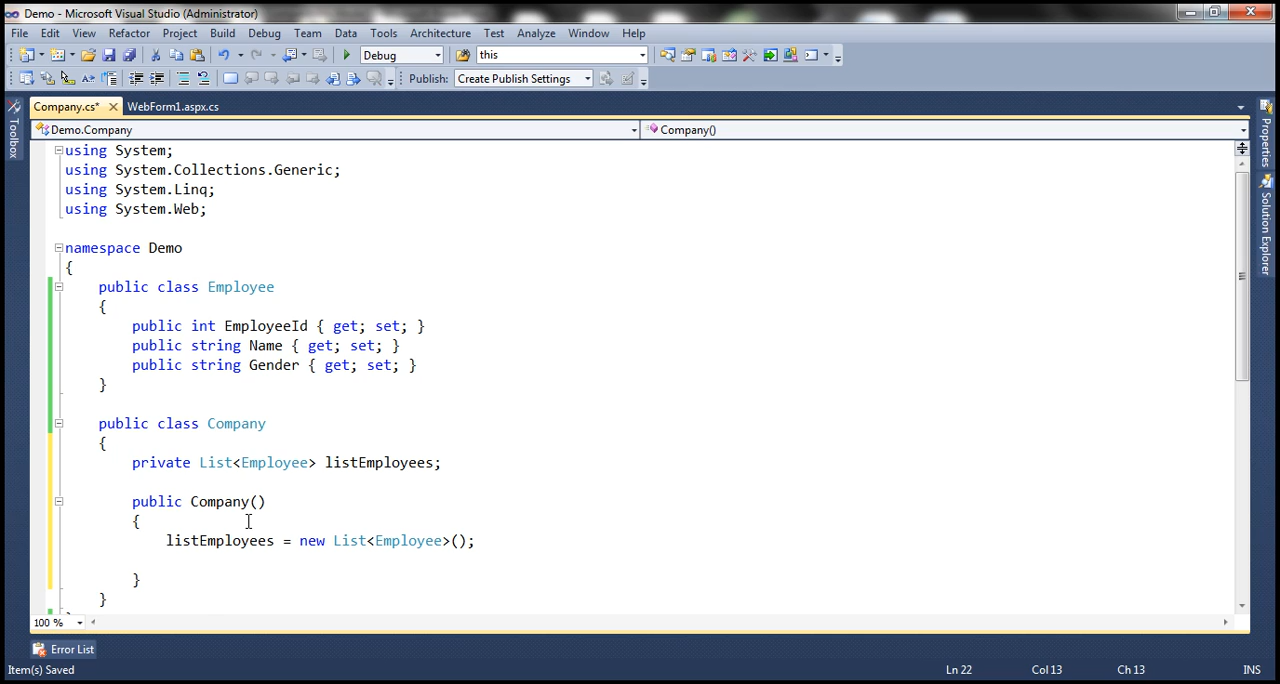 Demo - Microsoft Visual Studio (Administrator)
File Edit View Refactor Project Build Debug Team Data Tools Architecture Test Analyze Window Help
Debug this
Publish: Create Publish Settings
Company.cs* WebForm1.aspx.cs
Demo.Company Company()
Toolbox
Properties
Solution Explorer
using System;
using System.Collections.Generic;
using System.Linq;
using System.Web;
namespace Demo
{
public class Employee
{
public int EmployeeId { get; set; }
public string Name { get; set; }
public string Gender { get; set; }
}
public class Company
{
private List<Employee> listEmployees;
public Company()
{
listEmployees = new List<Employee>();
}
}
100 %
Error List
Item(s) Saved Ln 22 Col 13 Ch 13 INS